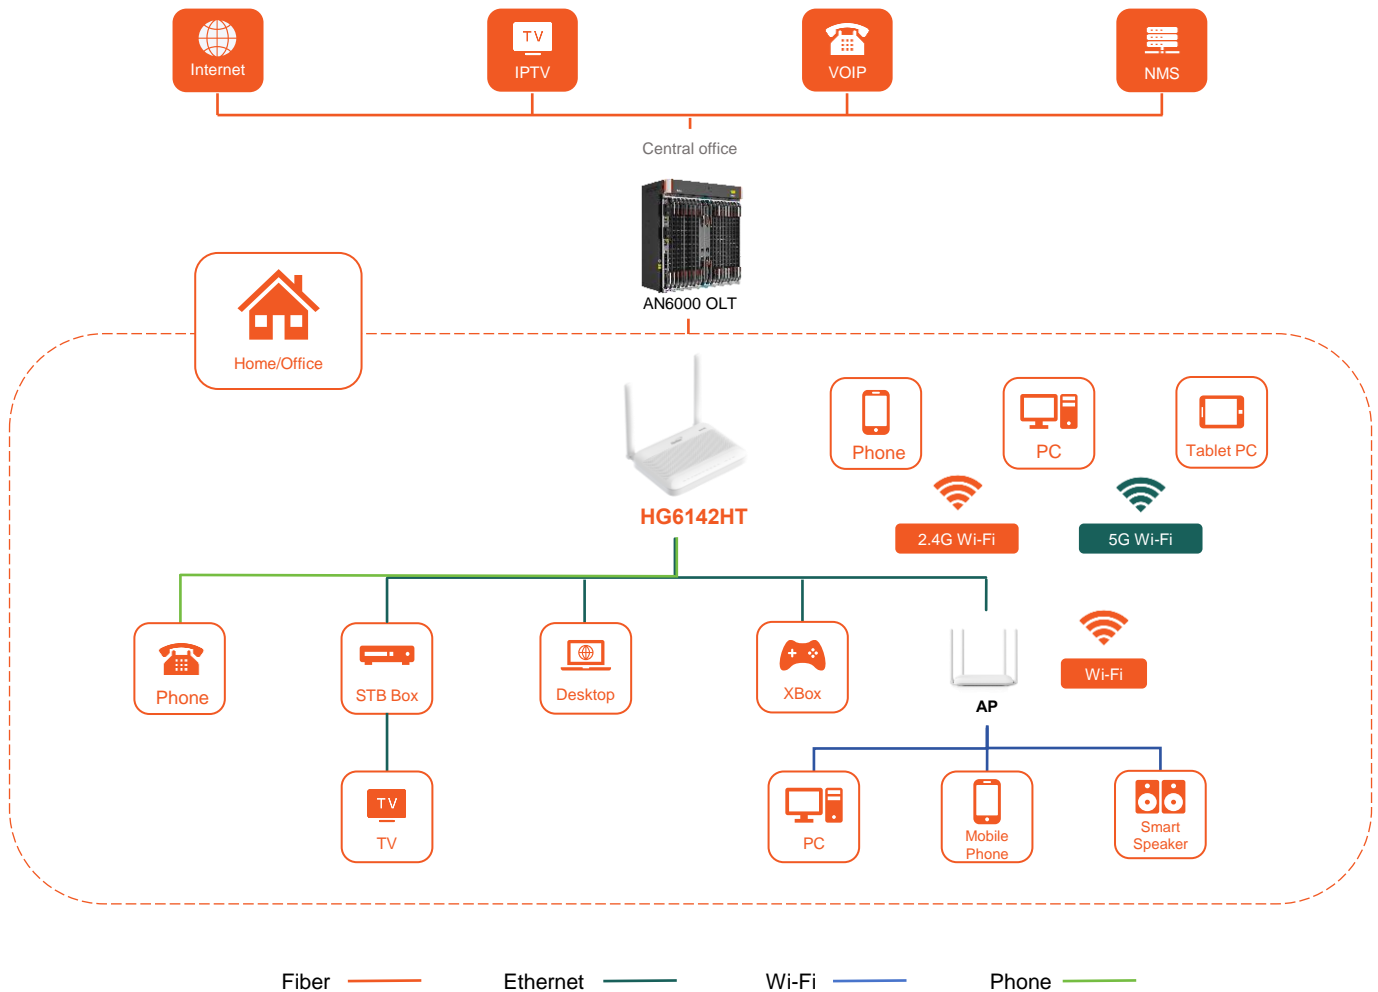 Internet
IPTV
VOIP
NMS
TV
Central office
AN6000 OLT
Home/Office
Phone
PC
Tablet PC
HG6142HT
2.4G Wi-Fi
5G Wi-Fi
Phone
STB Box
Desktop
XBox
AP
Wi-Fi
TV
TV
PC
Mobile
Phone
Smart
Speaker
Fiber
Ethernet
Wi-Fi
Phone